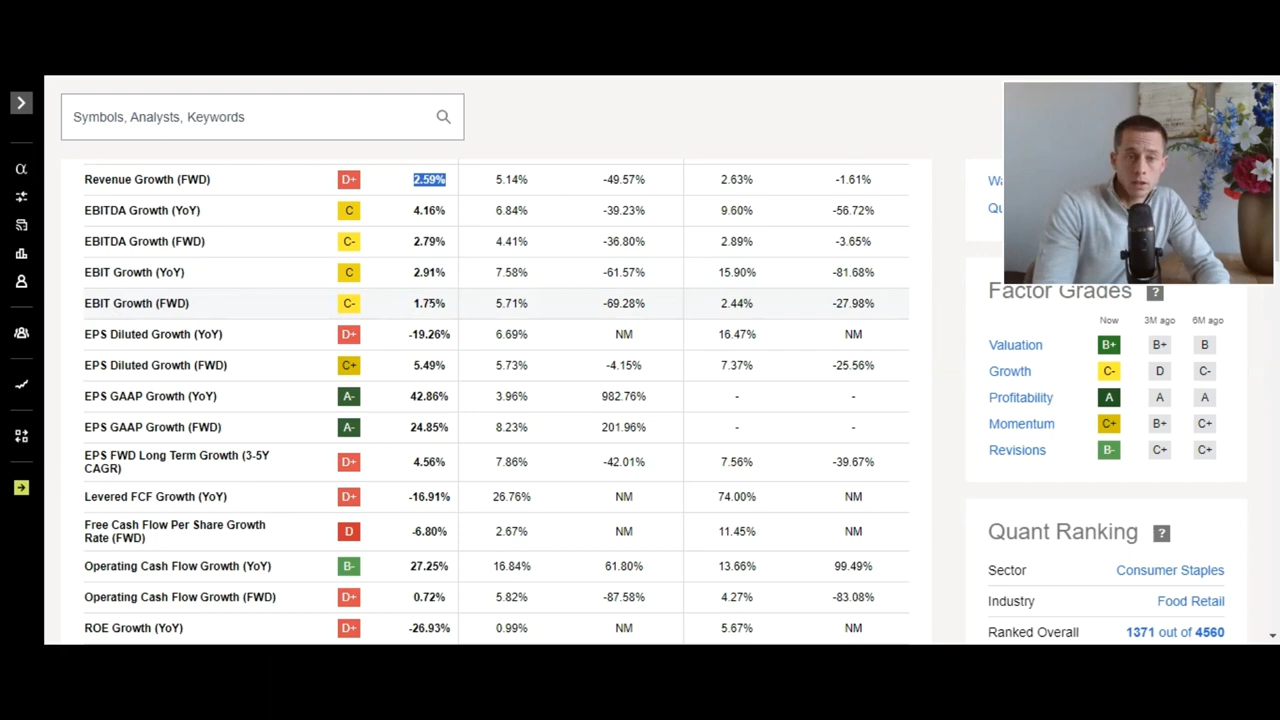 Symbols, Analysts, Keywords
Revenue Growth (FWD) D+ 2.59% 5.14% -49.57% 2.63% -1.61%
EBITDA Growth (YoY) C 4.16% 6.84% -39.23% 9.60% -56.72%
EBITDA Growth (FWD) C- 2.79% 4.41% -36.80% 2.89% -3.65%
EBIT Growth (YoY) C 2.91% 7.58% -61.57% 15.90% -81.68%
EBIT Growth (FWD) C- 1.75% 5.71% -69.28% 2.44% -27.98%
EPS Diluted Growth (YoY) D+ -19.26% 6.69% NM 16.47% NM
EPS Diluted Growth (FWD) C+ 5.49% 5.73% -4.15% 7.37% -25.56%
EPS GAAP Growth (YoY) A- 42.86% 3.96% 982.76% - -
EPS GAAP Growth (FWD) A- 24.85% 8.23% 201.96% - -
EPS FWD Long Term Growth (3-5Y
CAGR) D+ 4.56% 7.86% -42.01% 7.56% -39.67%
Levered FCF Growth (YoY) D+ -16.91% 26.76% NM 74.00% NM
Free Cash Flow Per Share Growth
Rate (FWD) D -6.80% 2.67% NM 11.45% NM
Operating Cash Flow Growth (YoY) B- 27.25% 16.84% 61.80% 13.66% 99.49%
Operating Cash Flow Growth (FWD) D+ 0.72% 5.82% -87.58% 4.27% -83.08%
ROE Growth (YoY) D+ -26.93% 0.99% NM 5.67% NM
Factor Grades ?
Now 3M ago 6M ago
Valuation B+ B+ B
Growth C- D C-
Profitability A A A
Momentum C+ B+ C+
Revisions B- C+ C+
Quant Ranking ?
Sector Consumer Staples
Industry Food Retail
Ranked Overall 1371 out of 4560